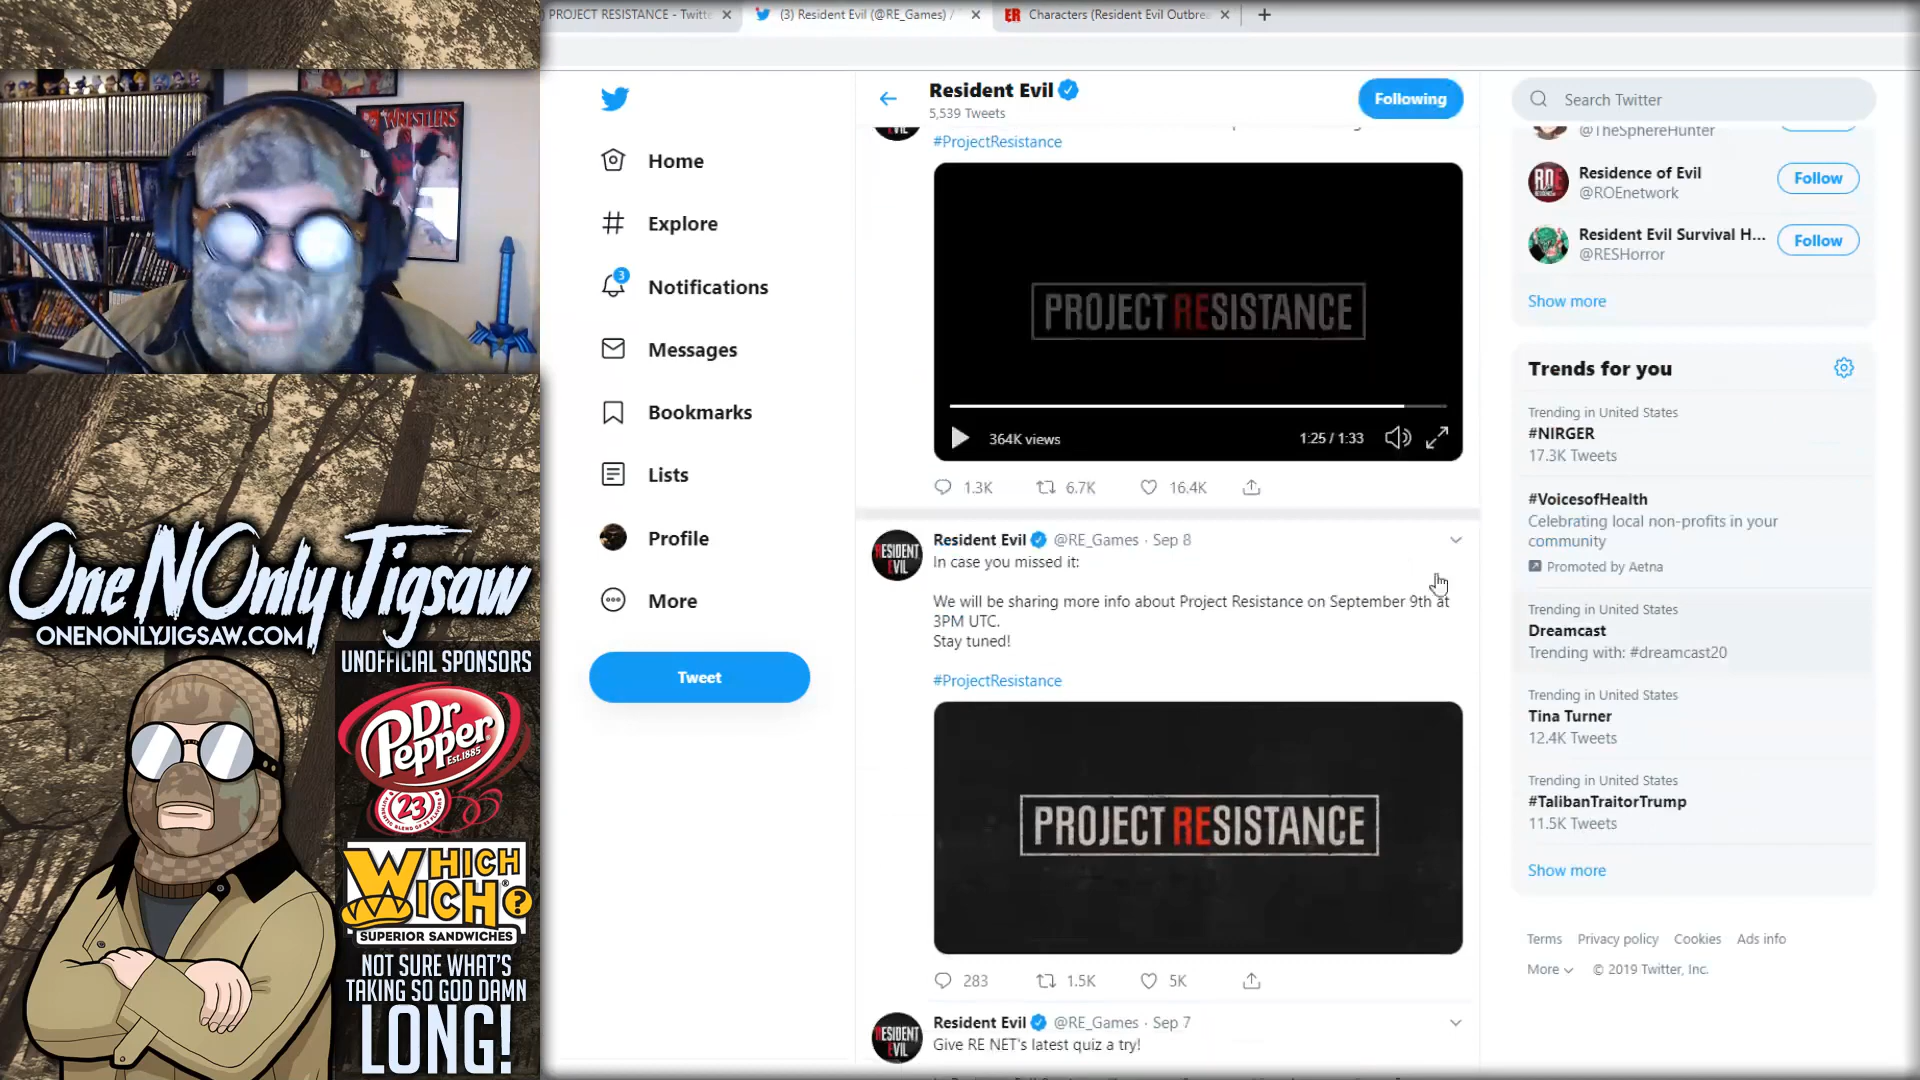 PROJECT RESISTANCE - Twitte
(3) Resident Evil (@RE_Games) /
Characters (Resident Evil Outbrea
WRESTLERS
ONE N ONLY JIGSAW
ONENONLYJIGSAW.COM
UNOFFICIAL SPONSORS
Dr
Pepper
Est. 1885
23
WHICH
WICH®?
SUPERIOR SANDWICHES
NOT SURE WHAT'S
TAKING SO GOD DAMN
LONG!
Home
Explore
3
Notifications
Messages
Bookmarks
Lists
Profile
More
Tweet
Resident Evil
5,539 Tweets
Following
#ProjectResistance
PROJECT RESISTANCE
364K views
1:25 / 1:33
1.3K 6.7K 16.4K
RESIDENT
EVIL
Resident Evil @RE_Games · Sep 8
In case you missed it:
We will be sharing more info about Project Resistance on September 9th at
3PM UTC.
Stay tuned!
#ProjectResistance
PROJECT RESISTANCE
283 1.5K 5K
RESIDENT
EVIL
Resident Evil @RE_Games · Sep 7
Give RE NET's latest quiz a try!
Search Twitter
@TheSphereHunter
Residence of Evil
@ROEnetwork
Follow
Resident Evil Survival H...
@RESHorror
Follow
Show more
Trends for you
Trending in United States
#NIRGER
17.3K Tweets
#VoicesofHealth
Celebrating local non-profits in your
community
Promoted by Aetna
Trending in United States
Dreamcast
Trending with: #dreamcast20
Trending in United States
Tina Turner
12.4K Tweets
Trending in United States
#TalibanTraitorTrump
11.5K Tweets
Show more
Terms Privacy policy Cookies Ads info
More © 2019 Twitter, Inc.